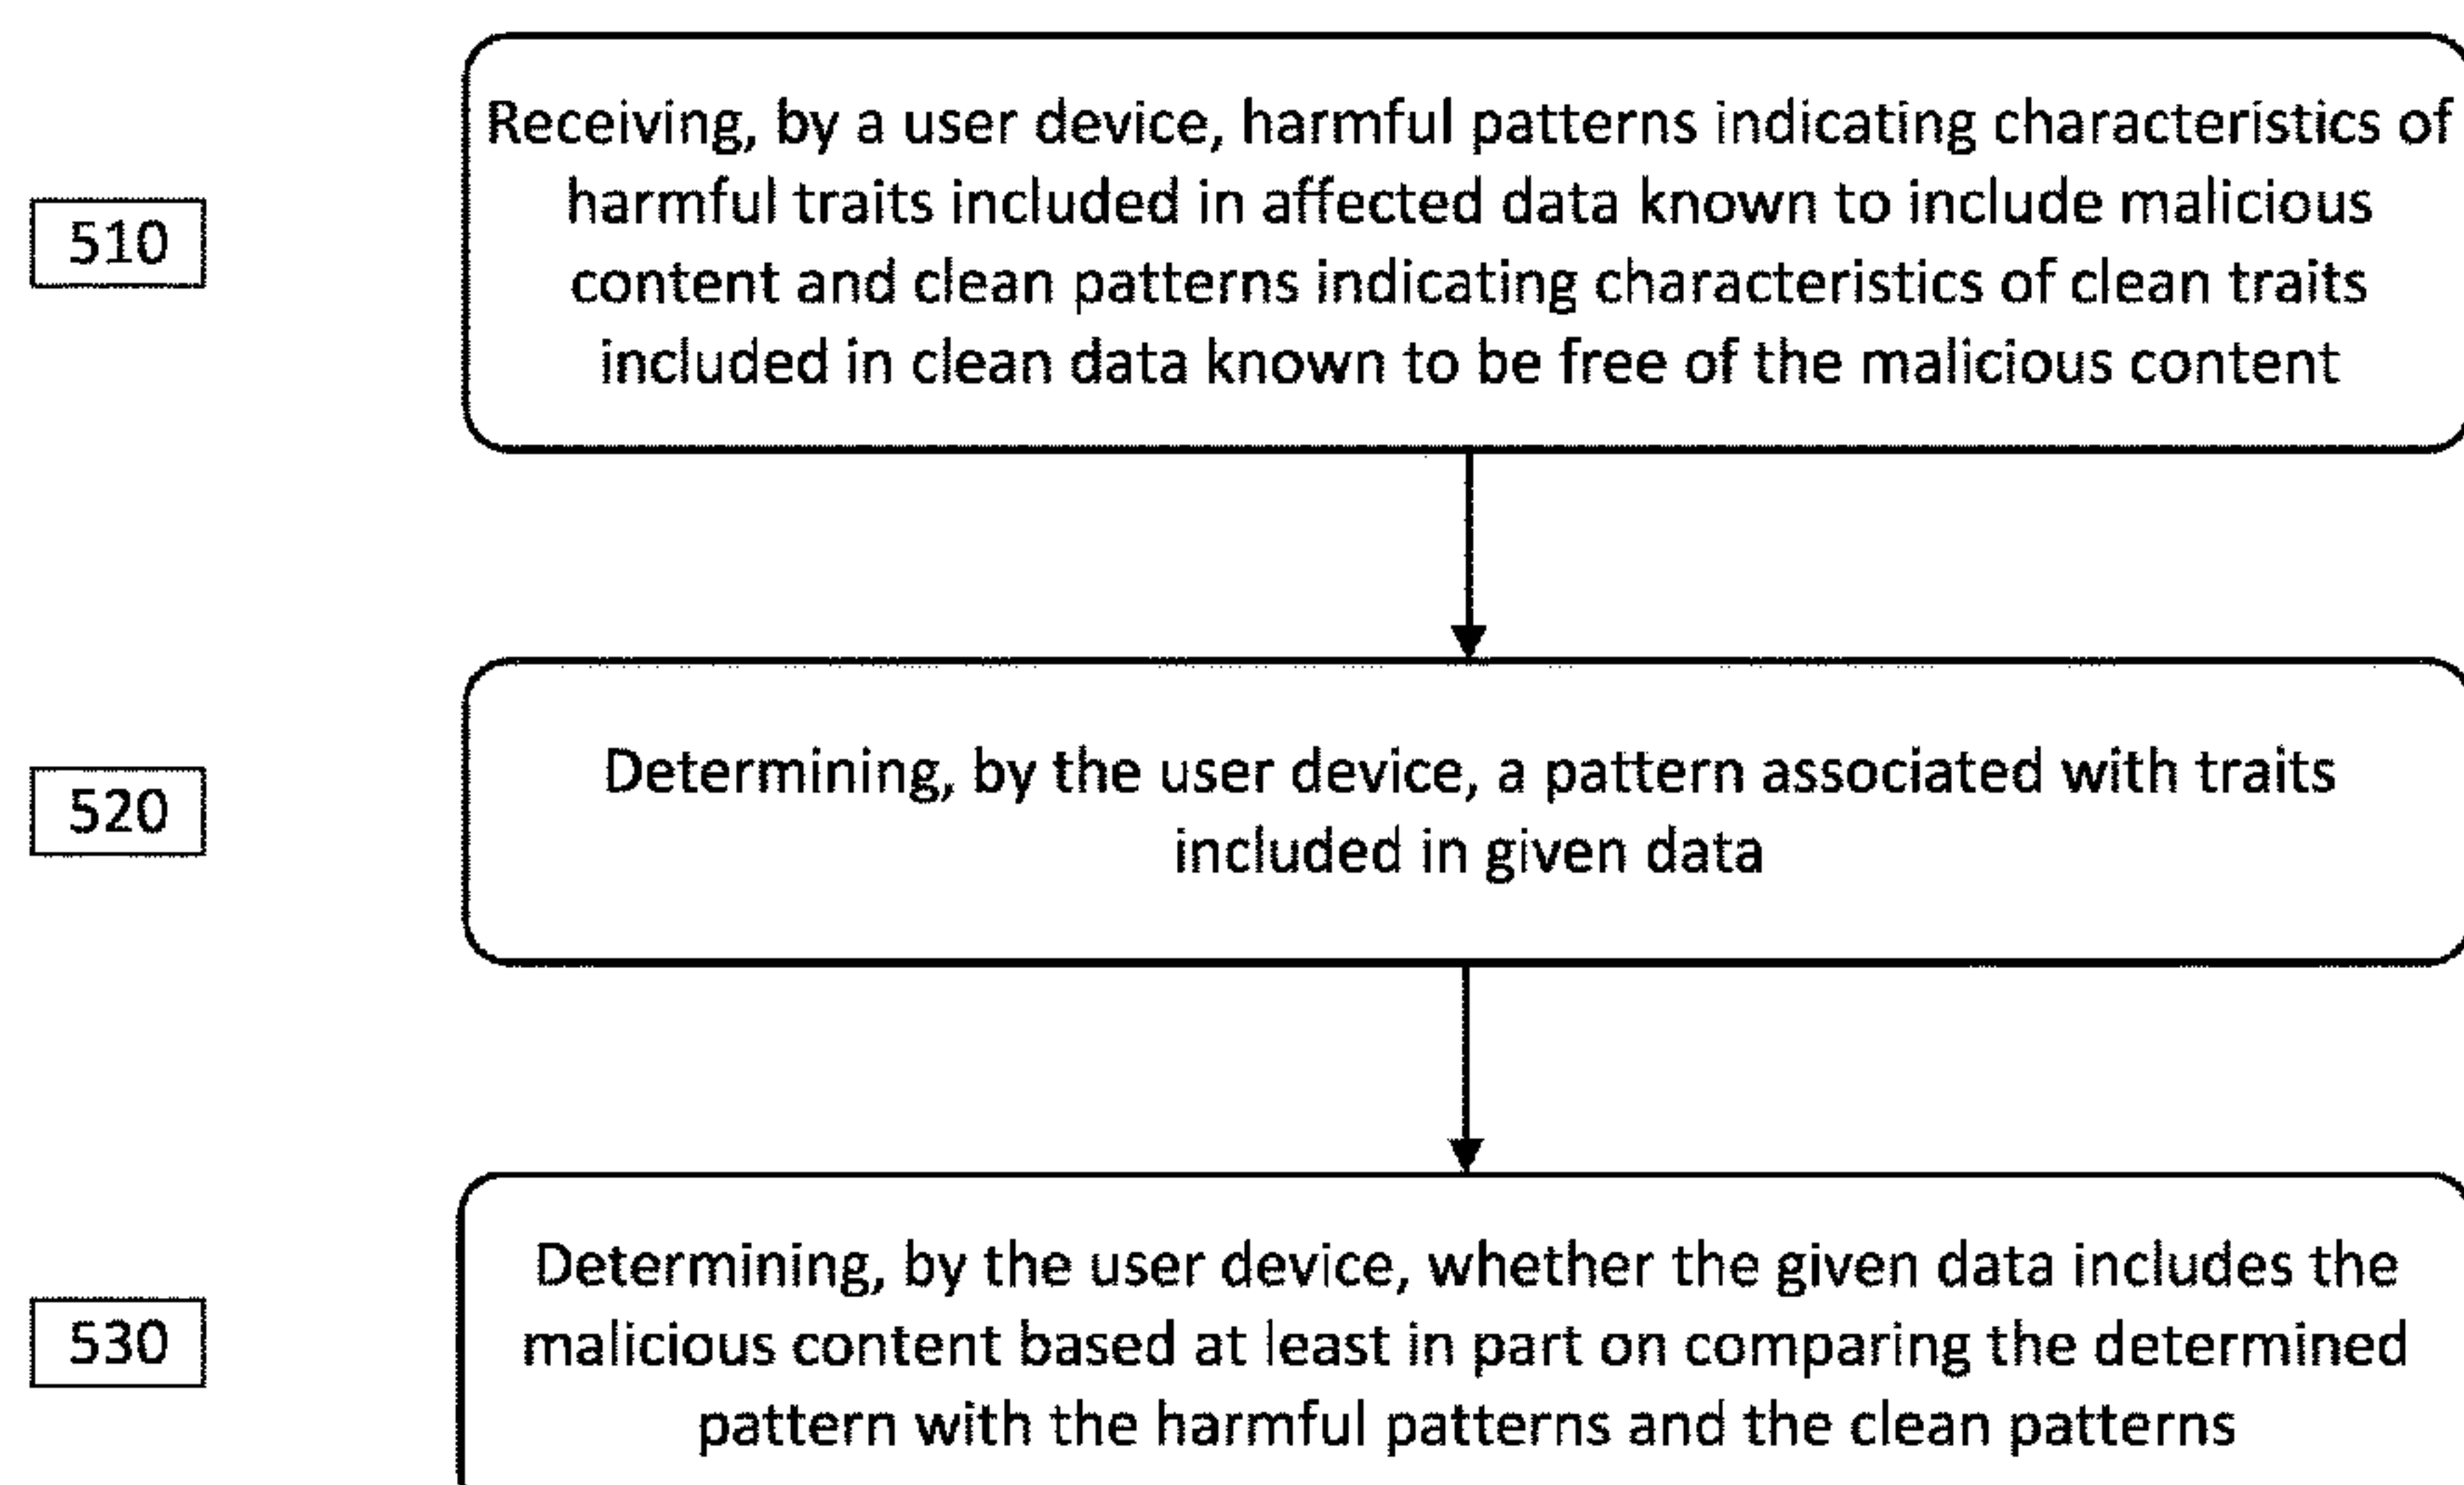 510
Receiving, by a user device, harmful patterns indicating characteristics of
harmful traits included in affected data known to include malicious
content and clean patterns indicating characteristics of clean traits
included in clean data known to be free of the malicious content
520
Determining, by the user device, a pattern associated with traits
included in given data
530
Determining, by the user device, whether the given data includes the
malicious content based at least in part on comparing the determined
pattern with the harmful patterns and the clean patterns